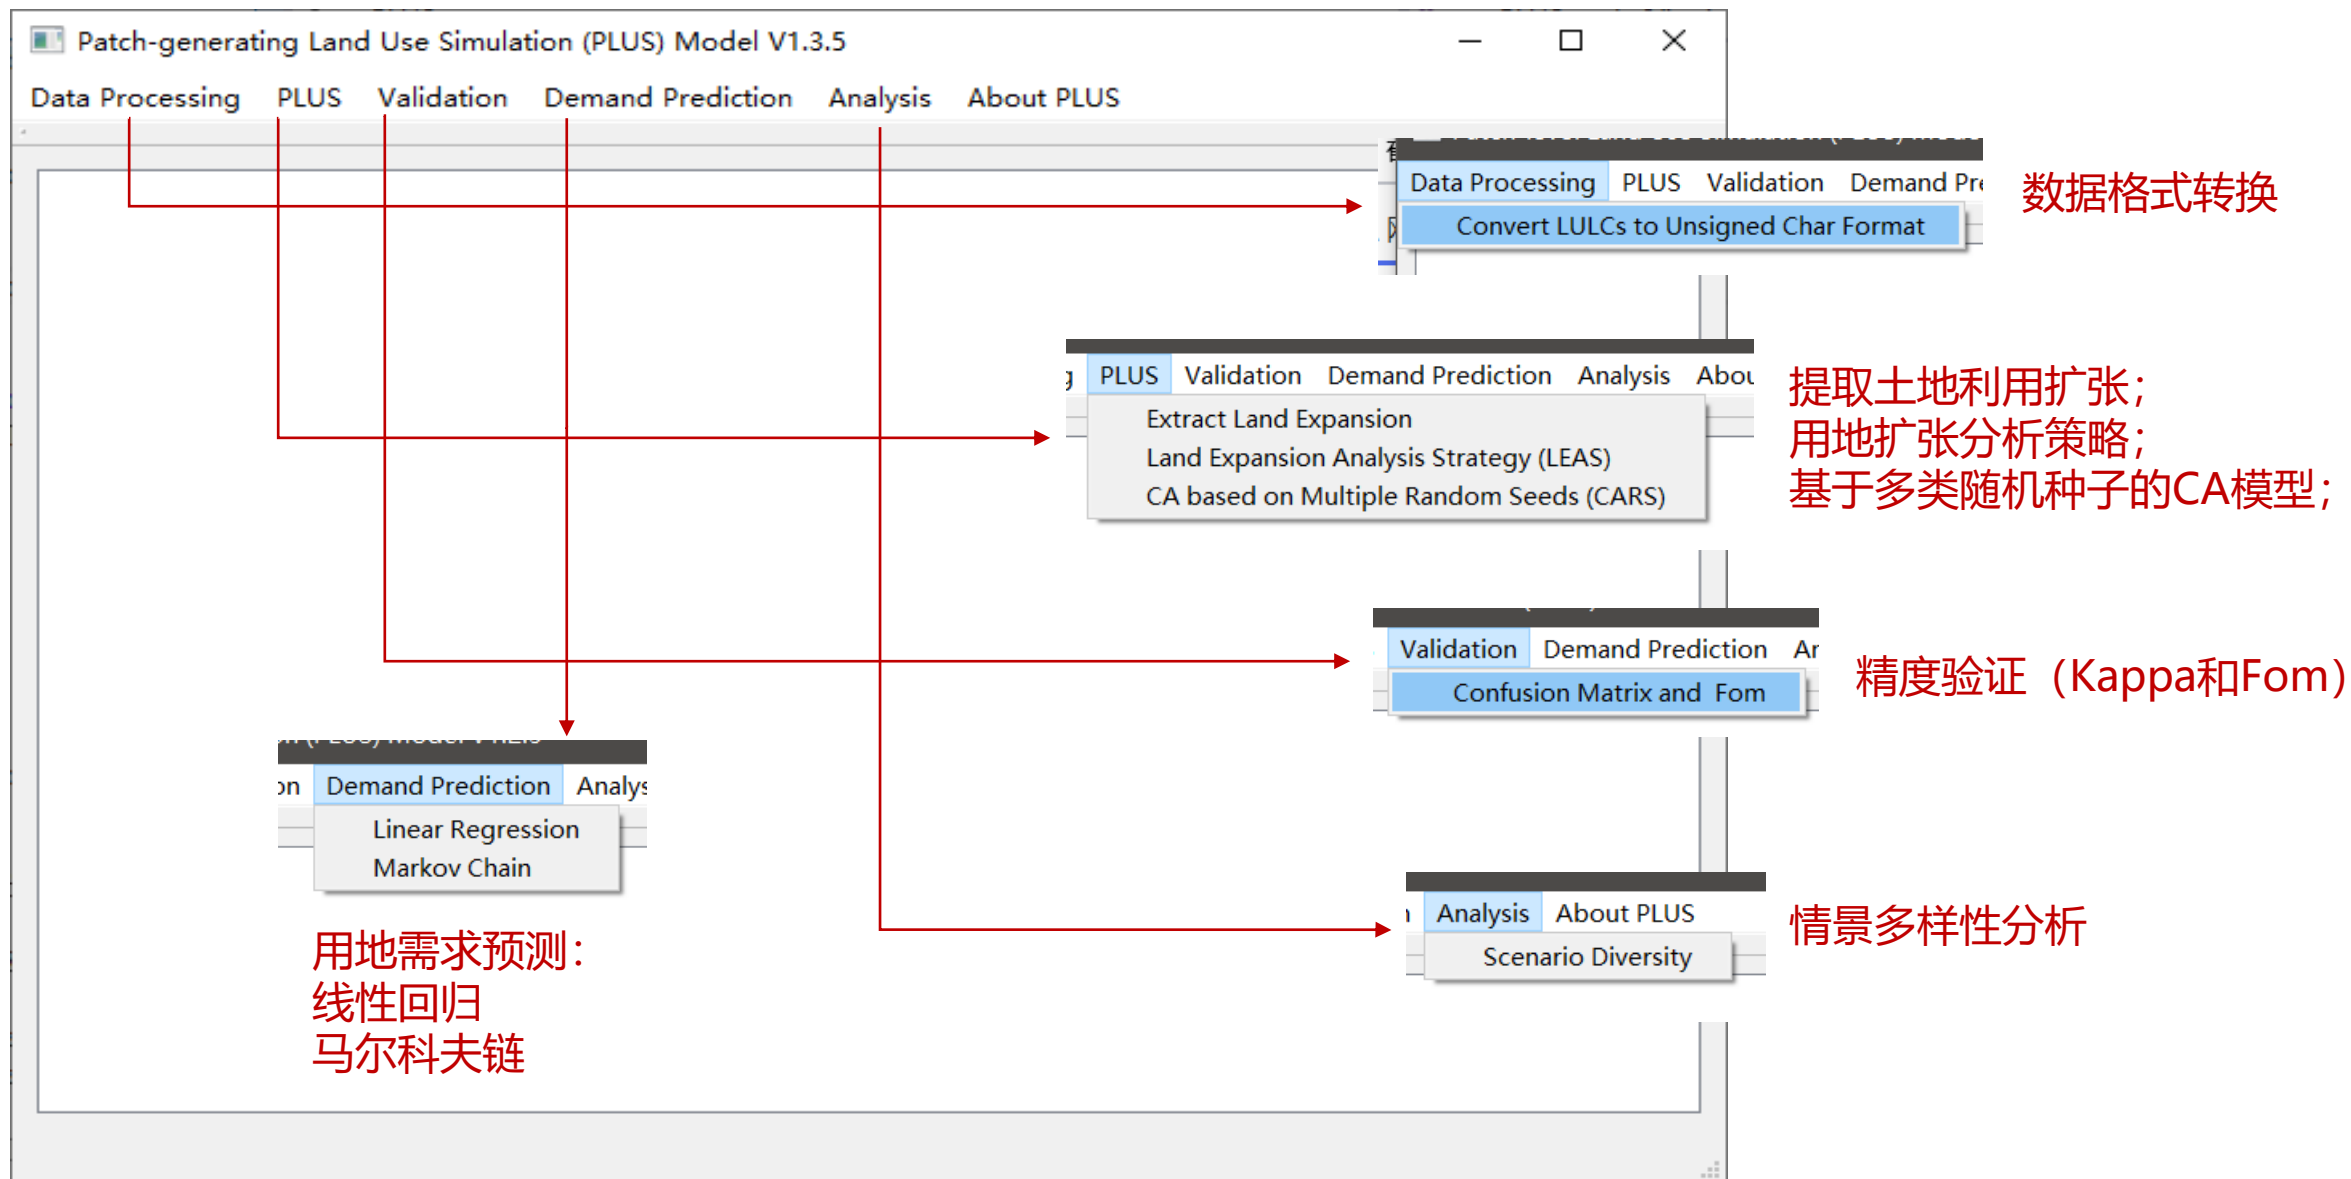 Patch-generating Land Use Simulation (PLUS) Model V1.3.5
Data Processing PLUS Validation Demand Prediction Analysis About PLUS
Data Processing PLUS Validation Demand Pre
Convert LULCs to Unsigned Char Format
数据格式转换
PLUS Validation Demand Prediction Analysis Abou
Extract Land Expansion
Land Expansion Analysis Strategy (LEAS)
CA based on Multiple Random Seeds (CARS)
提取土地利用扩张;
用地扩张分析策略;
基于多类随机种子的CA模型;
Validation Demand Prediction
Confusion Matrix and Fom
精度验证（Kappa和Fom）
on Demand Prediction Analys
Linear Regression
Markov Chain
用地需求预测:
线性回归
马尔科夫链
Analysis About PLUS
Scenario Diversity
情景多样性分析